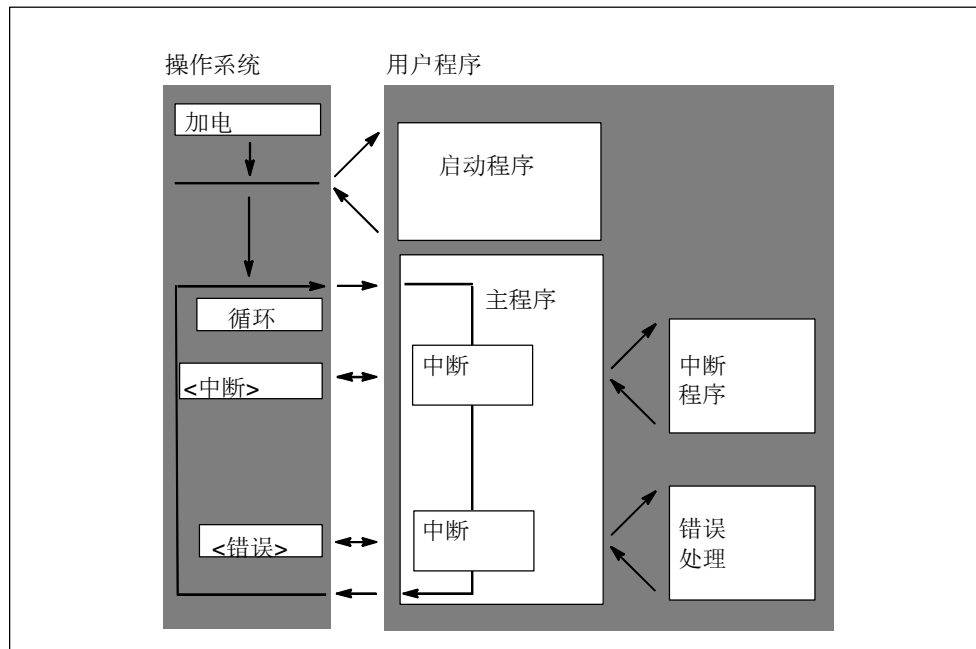 操作系统
用户程序
加电
启动程序
循环
主程序
<中断>
中断
中断
程序
<错误>
中断
错误
处理